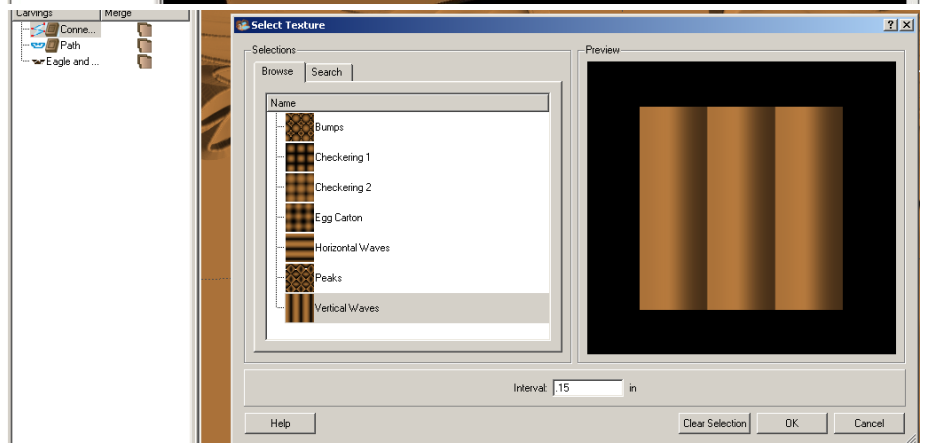 Carvings Merge
Conne...
Path
Eagle and ...
Select Texture
Selections
Browse Search
Name
Bumps
Checkering 1
Checkering 2
Egg Carton
Horizontal Waves
Peaks
Vertical Waves
Preview
Interval: .15 in
Help Clear Selection OK Cancel